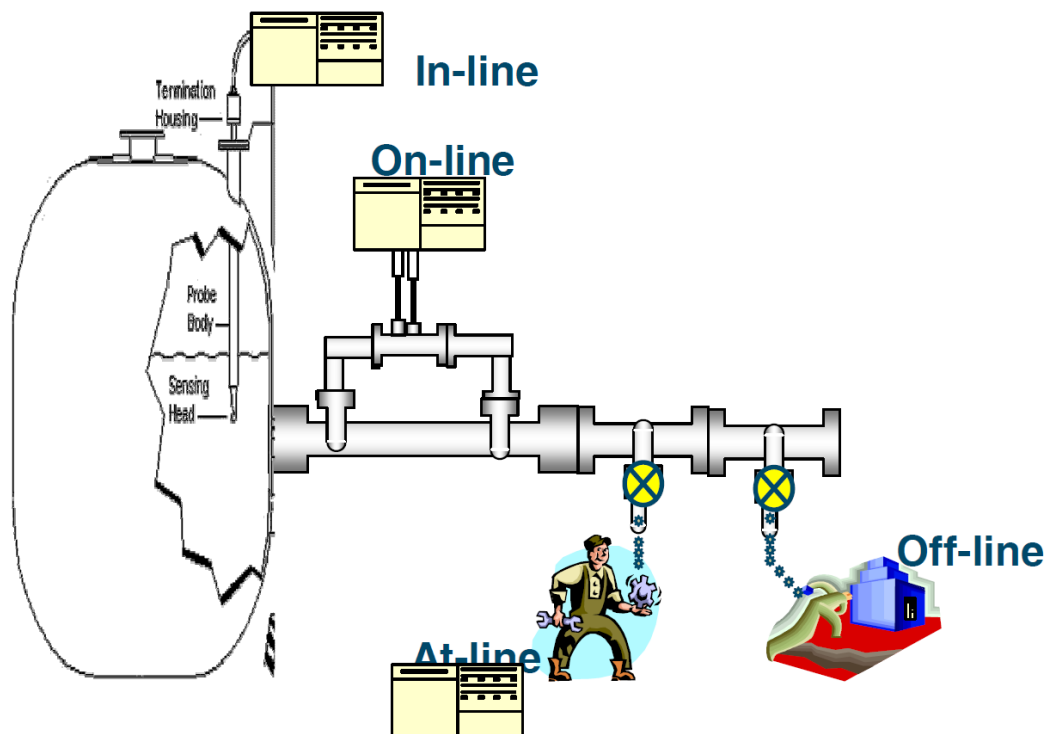 In-line
Termination
Housing
On-line
Probe
Body
Sensing
Head
Off-line
At-line